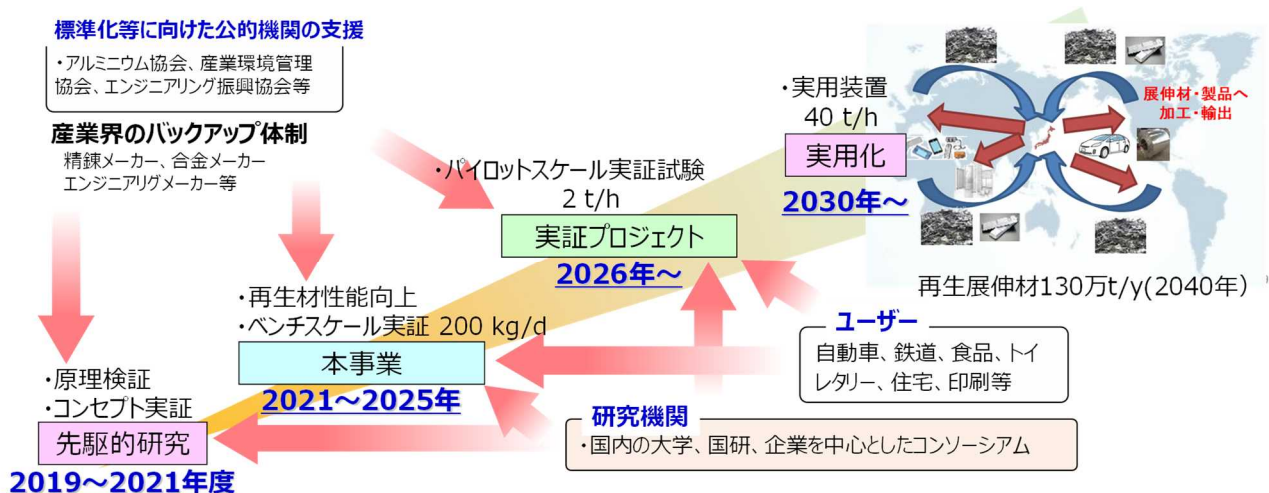 標準化等に向けた公的機関の支援
・アルミニウム協会、産業環境管理
協会、エンジニアリング振興協会等
産業界のバックアップ体制
精錬メーカー、合金メーカー
エンジニアリグメーカー等
・実用装置
40 t/h
実用化
2030年～
展伸材・製品へ
加工・輸出
再生展伸材130万t/y(2040年）
・パイロットスケール実証試験
2 t/h
実証プロジェクト
2026年～
・再生材性能向上
・ベンチスケール実証 200 kg/d
本事業
2021～2025年
ユーザー
自動車、鉄道、食品、トイ
レタリー、住宅、印刷等
・原理検証
・コンセプト実証
先駆的研究
2019～2021年度
研究機関
・国内の大学、国研、企業を中心としたコンソーシアム